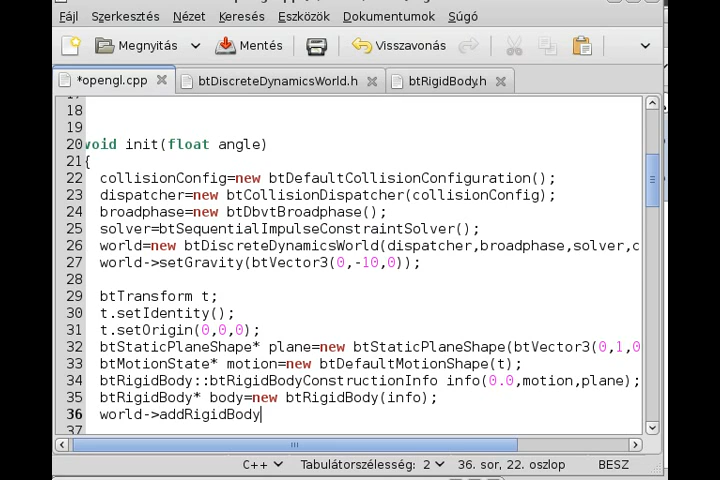 Fájl Szerkesztés Nézet Keresés Eszközök Dokumentumok Súgó
Megnyitás Mentés Visszavonás
*opengl.cpp btDiscreteDynamicsWorld.h btRigidBody.h
18
19
20 void init(float angle)
21 {
22 collisionConfig=new btDefaultCollisionConfiguration();
23 dispatcher=new btCollisionDispatcher(collisionConfig);
24 broadphase=new btDbvtBroadphase();
25 solver=btSequentialImpulseConstraintSolver();
26 world=new btDiscreteDynamicsWorld(dispatcher,broadphase,solver,c
27 world->setGravity(btVector3(0,-10,0));
28
29 btTransform t;
30 t.setIdentity();
31 t.setOrigin(0,0,0);
32 btStaticPlaneShape* plane=new btStaticPlaneShape(btVector3(0,1,0
33 btMotionState* motion=new btDefaultMotionShape(t);
34 btRigidBody::btRigidBodyConstructionInfo info(0.0,motion,plane);
35 btRigidBody* body=new btRigidBody(info);
36 world->addRigidBody
37
C++ Tabulátorszélesség: 2 36. sor, 22. oszlop BESZ